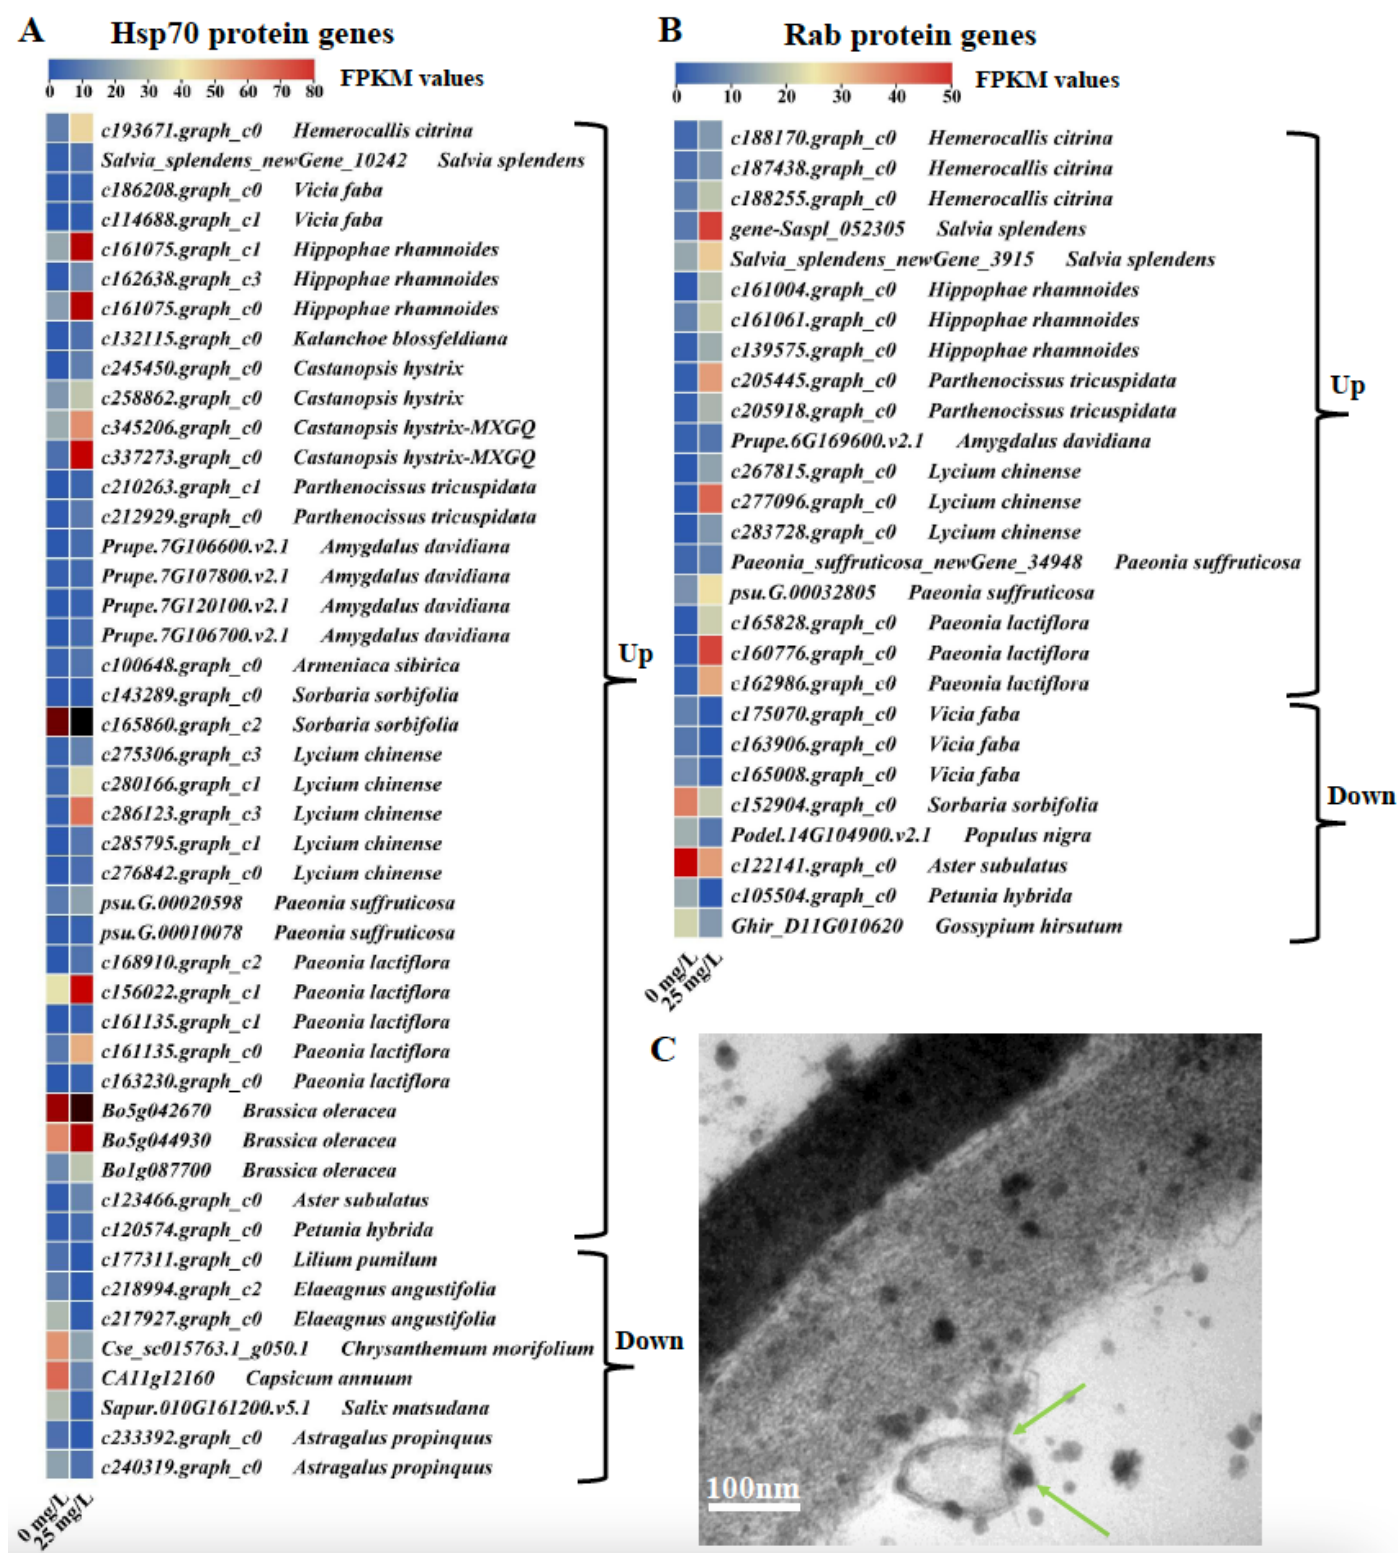 A Hsp70 protein genes
0 10 20 30 40 50 60 70 80 FPKM values
c193671.graph_c0 Hemerocallis citrina
Salvia_splendens_newGene_10242 Salvia splendens
c186208.graph_c0 Vicia faba
c114688.graph_c1 Vicia faba
c161075.graph_c1 Hippophae rhamnoides
c162638.graph_c3 Hippophae rhamnoides
c161075.graph_c0 Hippophae rhamnoides
c132115.graph_c0 Kalanchoe blossfeldiana
c245450.graph_c0 Castanopsis hystrix
c258862.graph_c0 Castanopsis hystrix
c345206.graph_c0 Castanopsis hystrix-MXGQ
c337273.graph_c0 Castanopsis hystrix-MXGQ
c210263.graph_c1 Parthenocissus tricuspidata
c212929.graph_c0 Parthenocissus tricuspidata
Prupe.7G106600.v2.1 Amygdalus davidiana
Prupe.7G107800.v2.1 Amygdalus davidiana
Prupe.7G120100.v2.1 Amygdalus davidiana
Prupe.7G106700.v2.1 Amygdalus davidiana
c100648.graph_c0 Armeniaca sibirica
c143289.graph_c0 Sorbaria sorbifolia
c165860.graph_c2 Sorbaria sorbifolia
c275306.graph_c3 Lycium chinense
c280166.graph_c1 Lycium chinense
c286123.graph_c3 Lycium chinense
c285795.graph_c1 Lycium chinense
c276842.graph_c0 Lycium chinense
psu.G.00020598 Paeonia suffruticosa
psu.G.00010078 Paeonia suffruticosa
c168910.graph_c2 Paeonia lactiflora
c156022.graph_c1 Paeonia lactiflora
c161135.graph_c1 Paeonia lactiflora
c161135.graph_c0 Paeonia lactiflora
c163230.graph_c0 Paeonia lactiflora
Bo5g042670 Brassica oleracea
Bo5g044930 Brassica oleracea
Bo1g087700 Brassica oleracea
c123466.graph_c0 Aster subulatus
c120574.graph_c0 Petunia hybrida
Up
c177311.graph_c0 Lilium pumilum
c218994.graph_c2 Elaeagnus angustifolia
c217927.graph_c0 Elaeagnus angustifolia
Cse_sc015763.1_g050.1 Chrysanthemum morifolium
CA11g12160 Capsicum annuum
Sapur.010G161200.v5.1 Salix matsudana
c233392.graph_c0 Astragalus propinquus
c240319.graph_c0 Astragalus propinquus
Down
0 mg/L
25 mg/L
B Rab protein genes
0 10 20 30 40 50 FPKM values
c188170.graph_c0 Hemerocallis citrina
c187438.graph_c0 Hemerocallis citrina
c188255.graph_c0 Hemerocallis citrina
gene-Saspl_052305 Salvia splendens
Salvia_splendens_newGene_3915 Salvia splendens
c161004.graph_c0 Hippophae rhamnoides
c161061.graph_c0 Hippophae rhamnoides
c139575.graph_c0 Hippophae rhamnoides
c205445.graph_c0 Parthenocissus tricuspidata
c205918.graph_c0 Parthenocissus tricuspidata
Prupe.6G169600.v2.1 Amygdalus davidiana
c267815.graph_c0 Lycium chinense
c277096.graph_c0 Lycium chinense
c283728.graph_c0 Lycium chinense
Paeonia_suffruticosa_newGene_34948 Paeonia suffruticosa
psu.G.00032805 Paeonia suffruticosa
c165828.graph_c0 Paeonia lactiflora
c160776.graph_c0 Paeonia lactiflora
c162986.graph_c0 Paeonia lactiflora
Up
c175070.graph_c0 Vicia faba
c163906.graph_c0 Vicia faba
c165008.graph_c0 Vicia faba
c152904.graph_c0 Sorbaria sorbifolia
Podel.14G104900.v2.1 Populus nigra
c122141.graph_c0 Aster subulatus
c105504.graph_c0 Petunia hybrida
Ghir_D11G010620 Gossypium hirsutum
Down
0 mg/L
25 mg/L
C
100nm